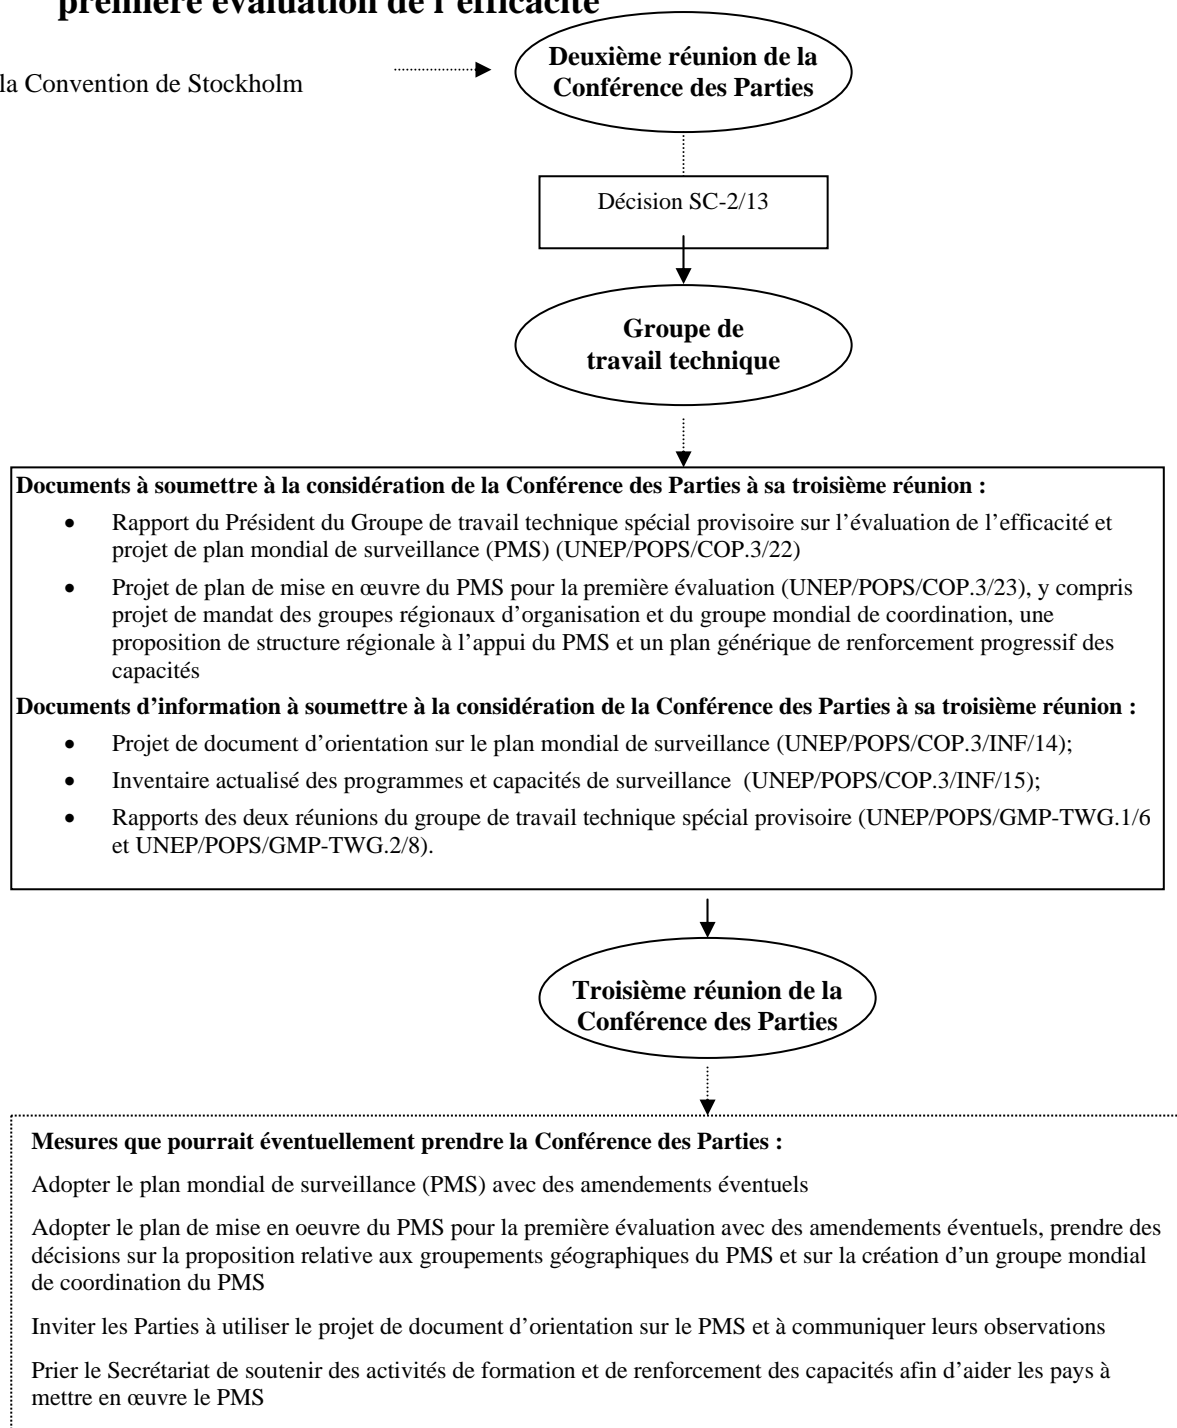 première évaluation de l’efficacité
la Convention de Stockholm
Deuxième réunion de la
Conférence des Parties
Décision SC-2/13
Groupe de
travail technique
Documents à soumettre à la considération de la Conférence des Parties à sa troisième réunion :
• Rapport du Président du Groupe de travail technique spécial provisoire sur l’évaluation de l’efficacité et
projet de plan mondial de surveillance (PMS) (UNEP/POPS/COP.3/22)
• Projet de plan de mise en œuvre du PMS pour la première évaluation (UNEP/POPS/COP.3/23), y compris
projet de mandat des groupes régionaux d’organisation et du groupe mondial de coordination, une
proposition de structure régionale à l’appui du PMS et un plan générique de renforcement progressif des
capacités
Documents d’information à soumettre à la considération de la Conférence des Parties à sa troisième réunion :
• Projet de document d’orientation sur le plan mondial de surveillance (UNEP/POPS/COP.3/INF/14);
• Inventaire actualisé des programmes et capacités de surveillance (UNEP/POPS/COP.3/INF/15);
• Rapports des deux réunions du groupe de travail technique spécial provisoire (UNEP/POPS/GMP-TWG.1/6
et UNEP/POPS/GMP-TWG.2/8).
Troisième réunion de la
Conférence des Parties
Mesures que pourrait éventuellement prendre la Conférence des Parties :
Adopter le plan mondial de surveillance (PMS) avec des amendements éventuels
Adopter le plan de mise en oeuvre du PMS pour la première évaluation avec des amendements éventuels, prendre des
décisions sur la proposition relative aux groupements géographiques du PMS et sur la création d’un groupe mondial
de coordination du PMS
Inviter les Parties à utiliser le projet de document d’orientation sur le PMS et à communiquer leurs observations
Prier le Secrétariat de soutenir des activités de formation et de renforcement des capacités afin d’aider les pays à
mettre en œuvre le PMS